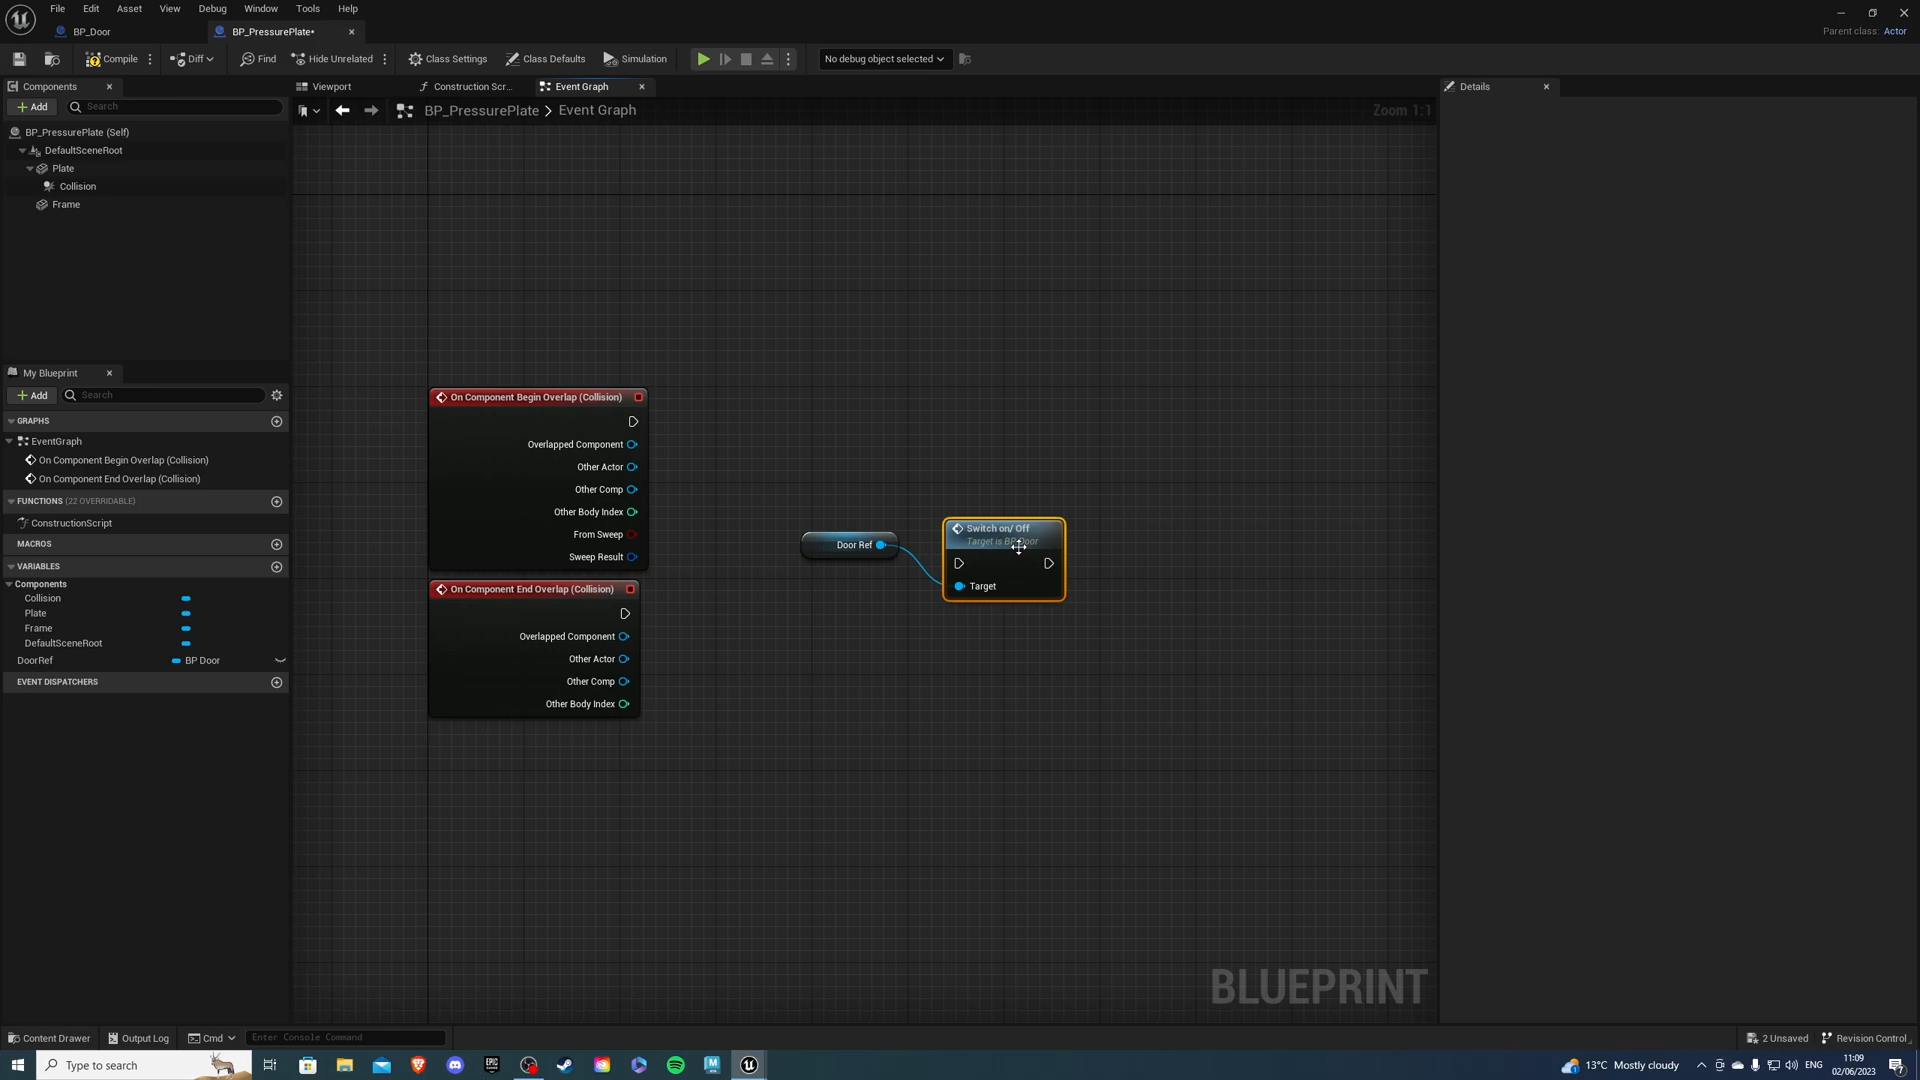 File Edit Asset View Debug Window Tools Help
BP_Door BP_PressurePlate•
Parent class: Actor
Compile Diff Find Hide Unrelated Class Settings Class Defaults Simulation No debug object selected
Components
Add Search
BP_PressurePlate (Self)
DefaultSceneRoot
Plate
Collision
Frame
Viewport Construction Scr... Event Graph
BP_PressurePlate > Event Graph
Zoom 1:1
Details
My Blueprint
Add Search
GRAPHS
EventGraph
On Component Begin Overlap (Collision)
On Component End Overlap (Collision)
FUNCTIONS (22 OVERRIDABLE)
ConstructionScript
MACROS
VARIABLES
Components
Collision
Plate
Frame
DefaultSceneRoot
DoorRef BP Door
EVENT DISPATCHERS
On Component Begin Overlap (Collision)
Overlapped Component
Other Actor
Other Comp
Other Body Index
From Sweep
Sweep Result
On Component End Overlap (Collision)
Overlapped Component
Other Actor
Other Comp
Other Body Index
Door Ref
Switch on/ Off
Target is BP Door
Target
BLUEPRINT
Content Drawer Output Log Cmd Enter Console Command
2 Unsaved Revision Control
Type to search
EPIC
M
13°C Mostly cloudy
ENG
11:09
02/06/2023
7